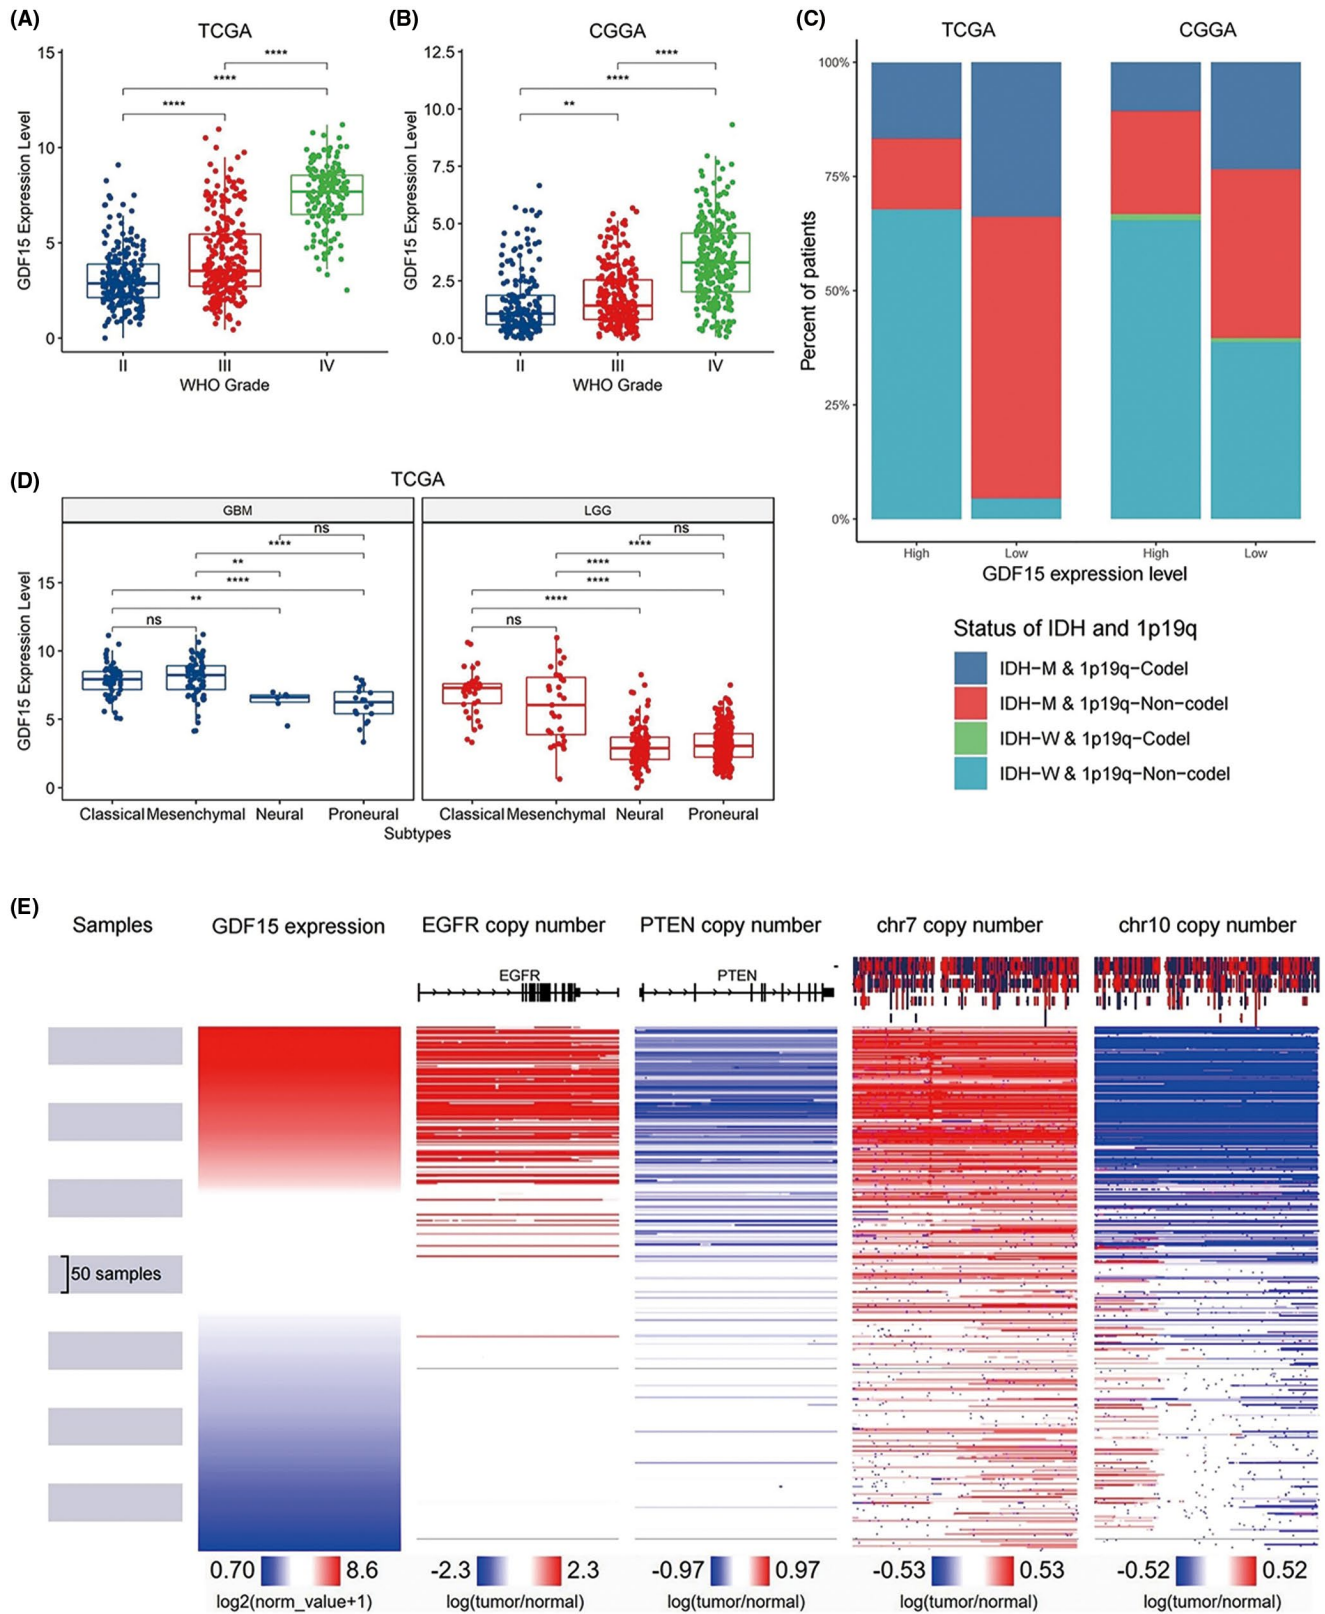 (A)
TCGA
GDF15 Expression Level
15
10
5
0
****
****
****
II
III
IV
WHO Grade
(B)
CGGA
GDF15 Expression Level
12.5
10.0
7.5
5.0
2.5
0.0
****
****
**
II
III
IV
WHO Grade
(C)
TCGA
CGGA
Percent of patients
100%
75%
50%
25%
0%
High
Low
High
Low
GDF15 expression level
Status of IDH and 1p19q
IDH−M & 1p19q−Codel
IDH−M & 1p19q−Non−codel
IDH−W & 1p19q−Codel
IDH−W & 1p19q−Non−codel
(D)
TCGA
GBM
LGG
GDF15 Expression Level
15
10
5
0
ns
****
**
****
**
ns
ns
****
****
****
****
ns
Classical Mesenchymal Neural Proneural
Classical Mesenchymal Neural Proneural
Subtypes
(E)
Samples
GDF15 expression
EGFR copy number
PTEN copy number
chr7 copy number
chr10 copy number
EGFR
PTEN
50 samples
0.70 8.6
-2.3 2.3
-0.97 0.97
-0.53 0.53
-0.52 0.52
log2(norm_value+1)
log(tumor/normal)
log(tumor/normal)
log(tumor/normal)
log(tumor/normal)